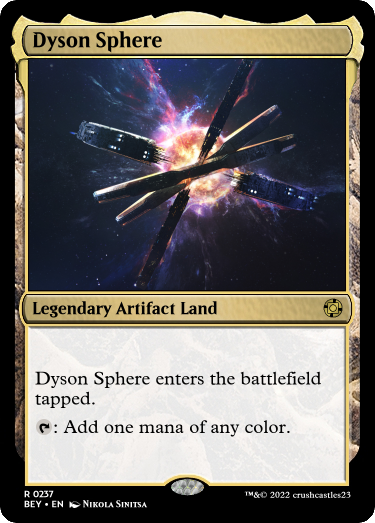 Dyson Sphere
Legendary Artifact Land
Dyson Sphere enters the battlefield
tapped.
: Add one mana of any color.
R 0237
BEY • EN Nikola Sinitsa
™&© 2022 crushcastles23